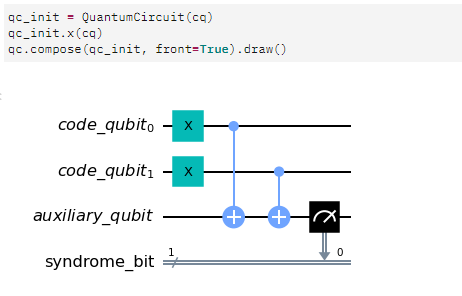 qc_init = QuantumCircuit(cq)
qc_init.x(cq)
qc.compose(qc_init, front=True).draw()
code_qubit0 X
code_qubit1 X
auxiliary_qubit
syndrome_bit 1 0